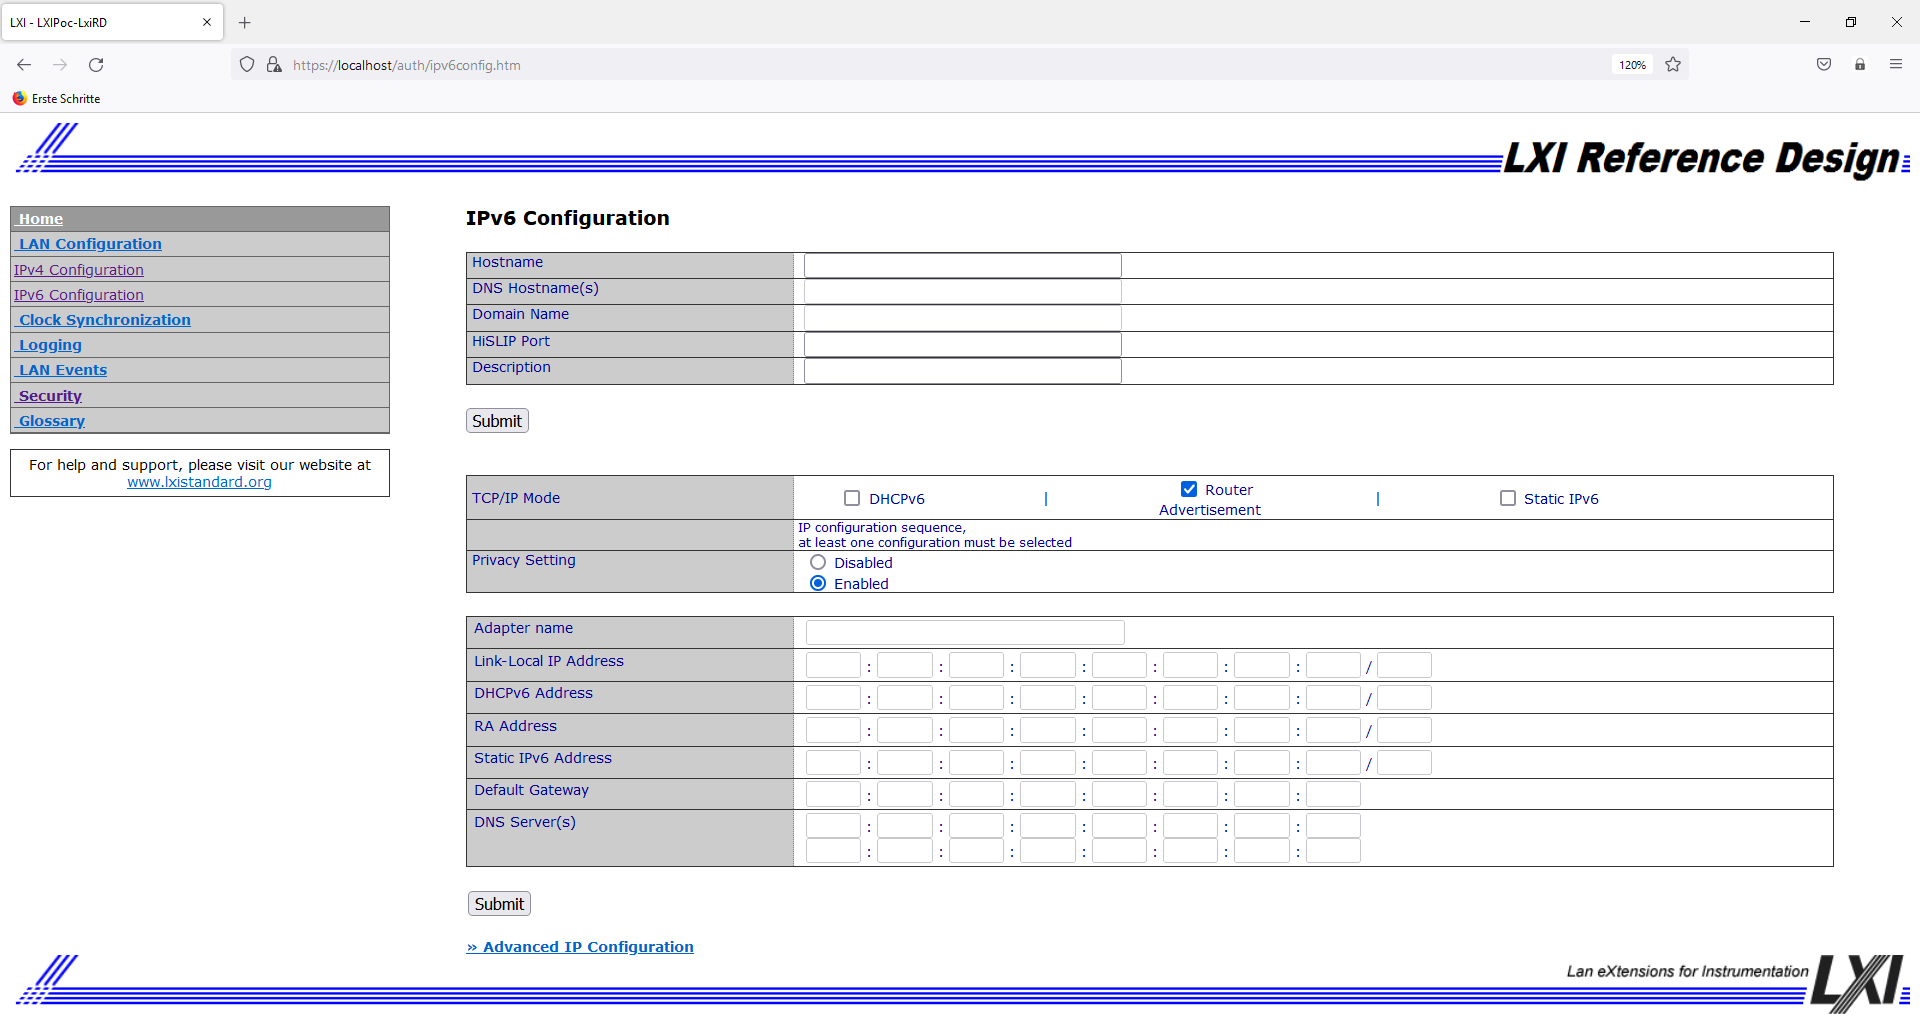 LXI - LXIPoc-LxiRD
https://localhost/auth/ipv6config.htm
120%
Erste Schritte
LXI Reference Design
Home
LAN Configuration
IPv4 Configuration
IPv6 Configuration
Clock Synchronization
Logging
LAN Events
Security
Glossary
For help and support, please visit our website at
www.lxistandard.org
IPv6 Configuration
Hostname
DNS Hostname(s)
Domain Name
HiSLIP Port
Description
Submit
TCP/IP Mode
DHCPv6 | Router | Static IPv6
Advertisement
IP configuration sequence,
at least one configuration must be selected
Privacy Setting
Disabled
Enabled
Adapter name
Link-Local IP Address : : : : : : : /
DHCPv6 Address : : : : : : : /
RA Address : : : : : : : /
Static IPv6 Address : : : : : : : /
Default Gateway : : : : : : :
DNS Server(s) : : : : : : :
: : : : : : :
Submit
» Advanced IP Configuration
Lan eXtensions for Instrumentation LXI